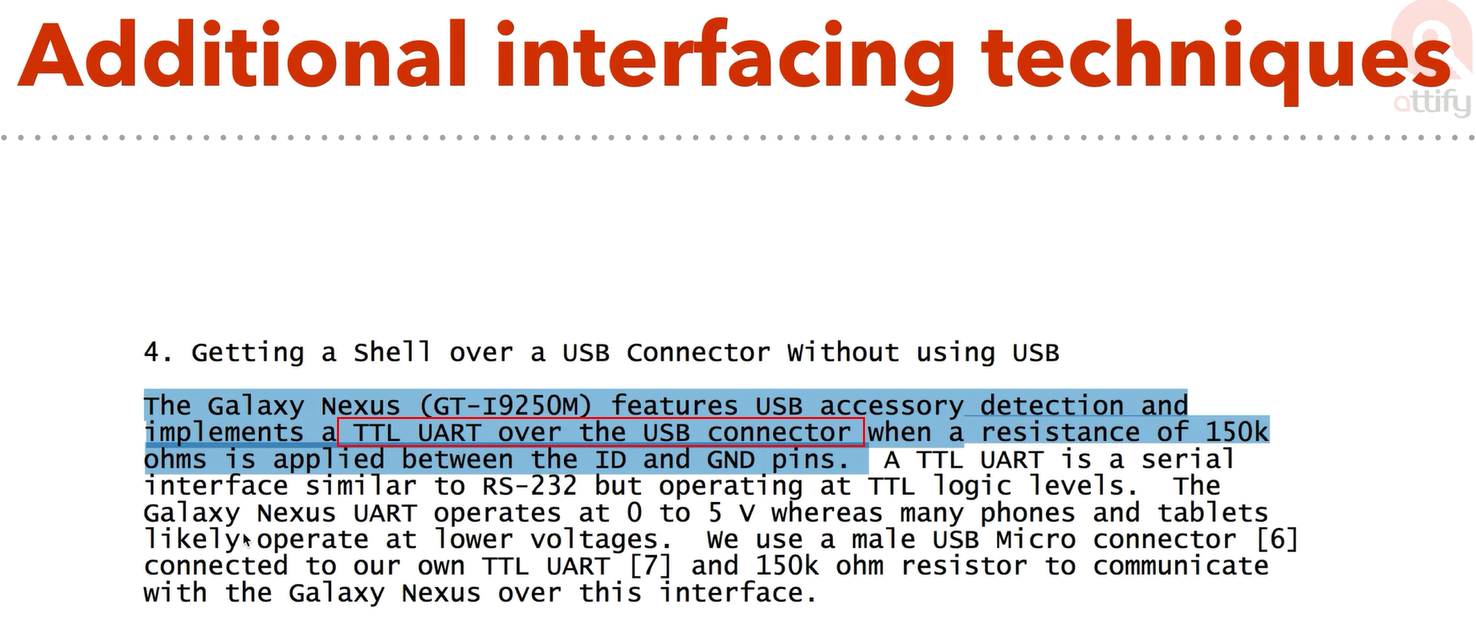 Additional interfacing techniques
attify
4. Getting a Shell over a USB Connector Without using USB
The Galaxy Nexus (GT-I9250M) features USB accessory detection and
implements a TTL UART over the USB connector when a resistance of 150k
ohms is applied between the ID and GND pins. A TTL UART is a serial
interface similar to RS-232 but operating at TTL logic levels. The
Galaxy Nexus UART operates at 0 to 5 V whereas many phones and tablets
likely operate at lower voltages. We use a male USB Micro connector [6]
connected to our own TTL UART [7] and 150k ohm resistor to communicate
with the Galaxy Nexus over this interface.